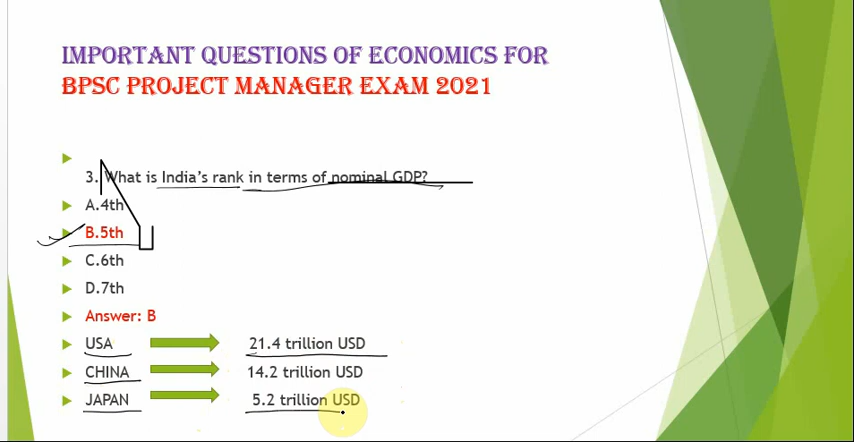 IMPORTANT QUESTIONS OF ECONOMICS FOR
BPSC PROJECT MANAGER EXAM 2021
3. What is India's rank in terms of nominal GDP?
A.4th
B.5th
C.6th
D.7th
Answer: B
USA 21.4 trillion USD
CHINA 14.2 trillion USD
JAPAN 5.2 trillion USD